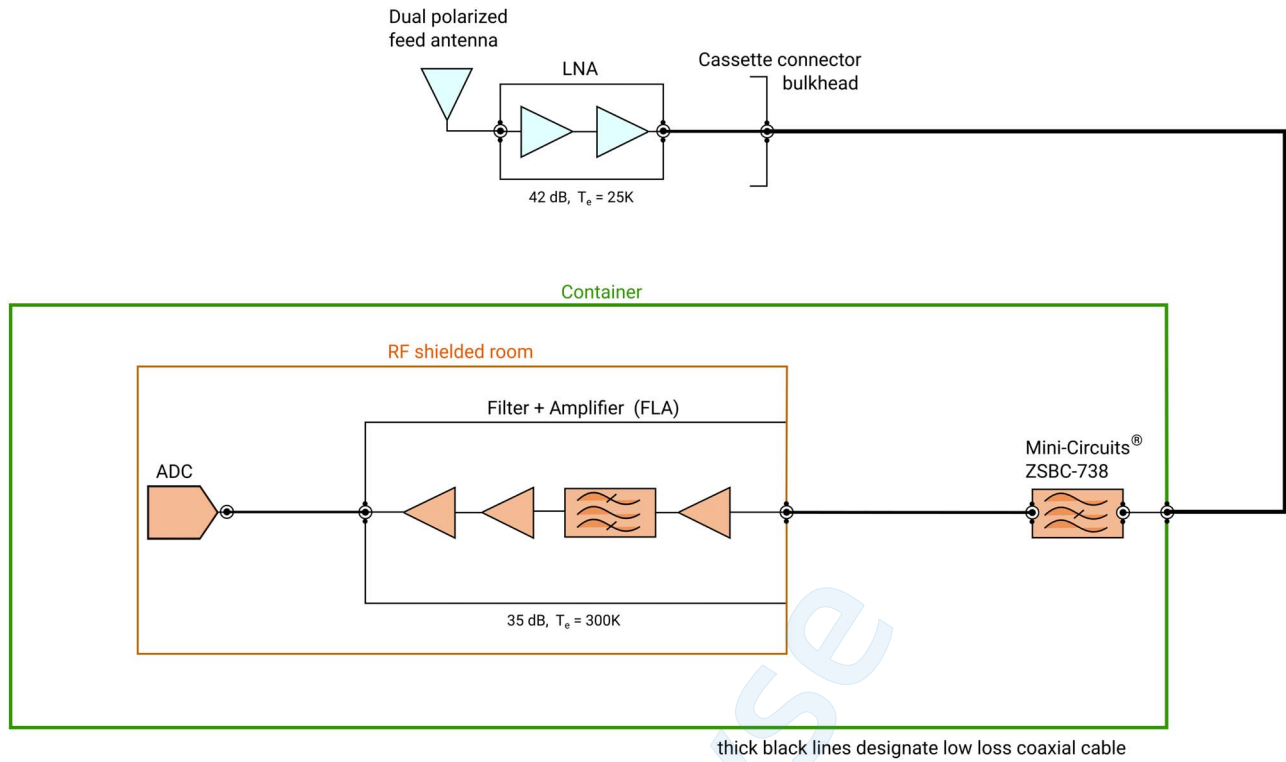 Dual polarized
feed antenna
LNA
Cassette connector
bulkhead
42 dB, Tₑ = 25K
Container
RF shielded room
Filter + Amplifier (FLA)
Mini-Circuits®
ZSBC-738
ADC
35 dB, Tₑ = 300K
thick black lines designate low loss coaxial cable